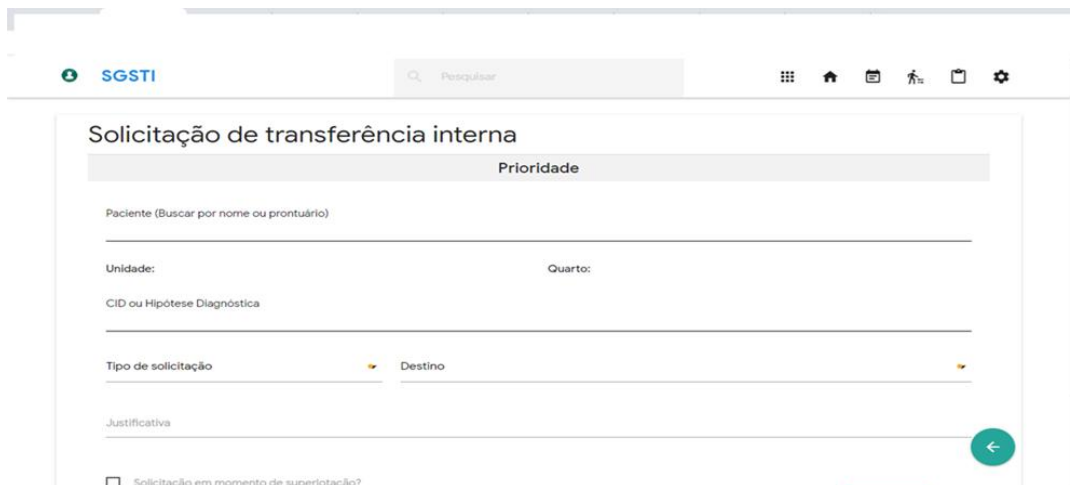 SGSTI
Pesquisar
Solicitação de transferência interna
Prioridade
Paciente (Buscar por nome ou prontuário)
Unidade:
Quarto:
CID ou Hipótese Diagnóstica
Tipo de solicitação
Destino
Justificativa
Solicitação em momento de superlotação?